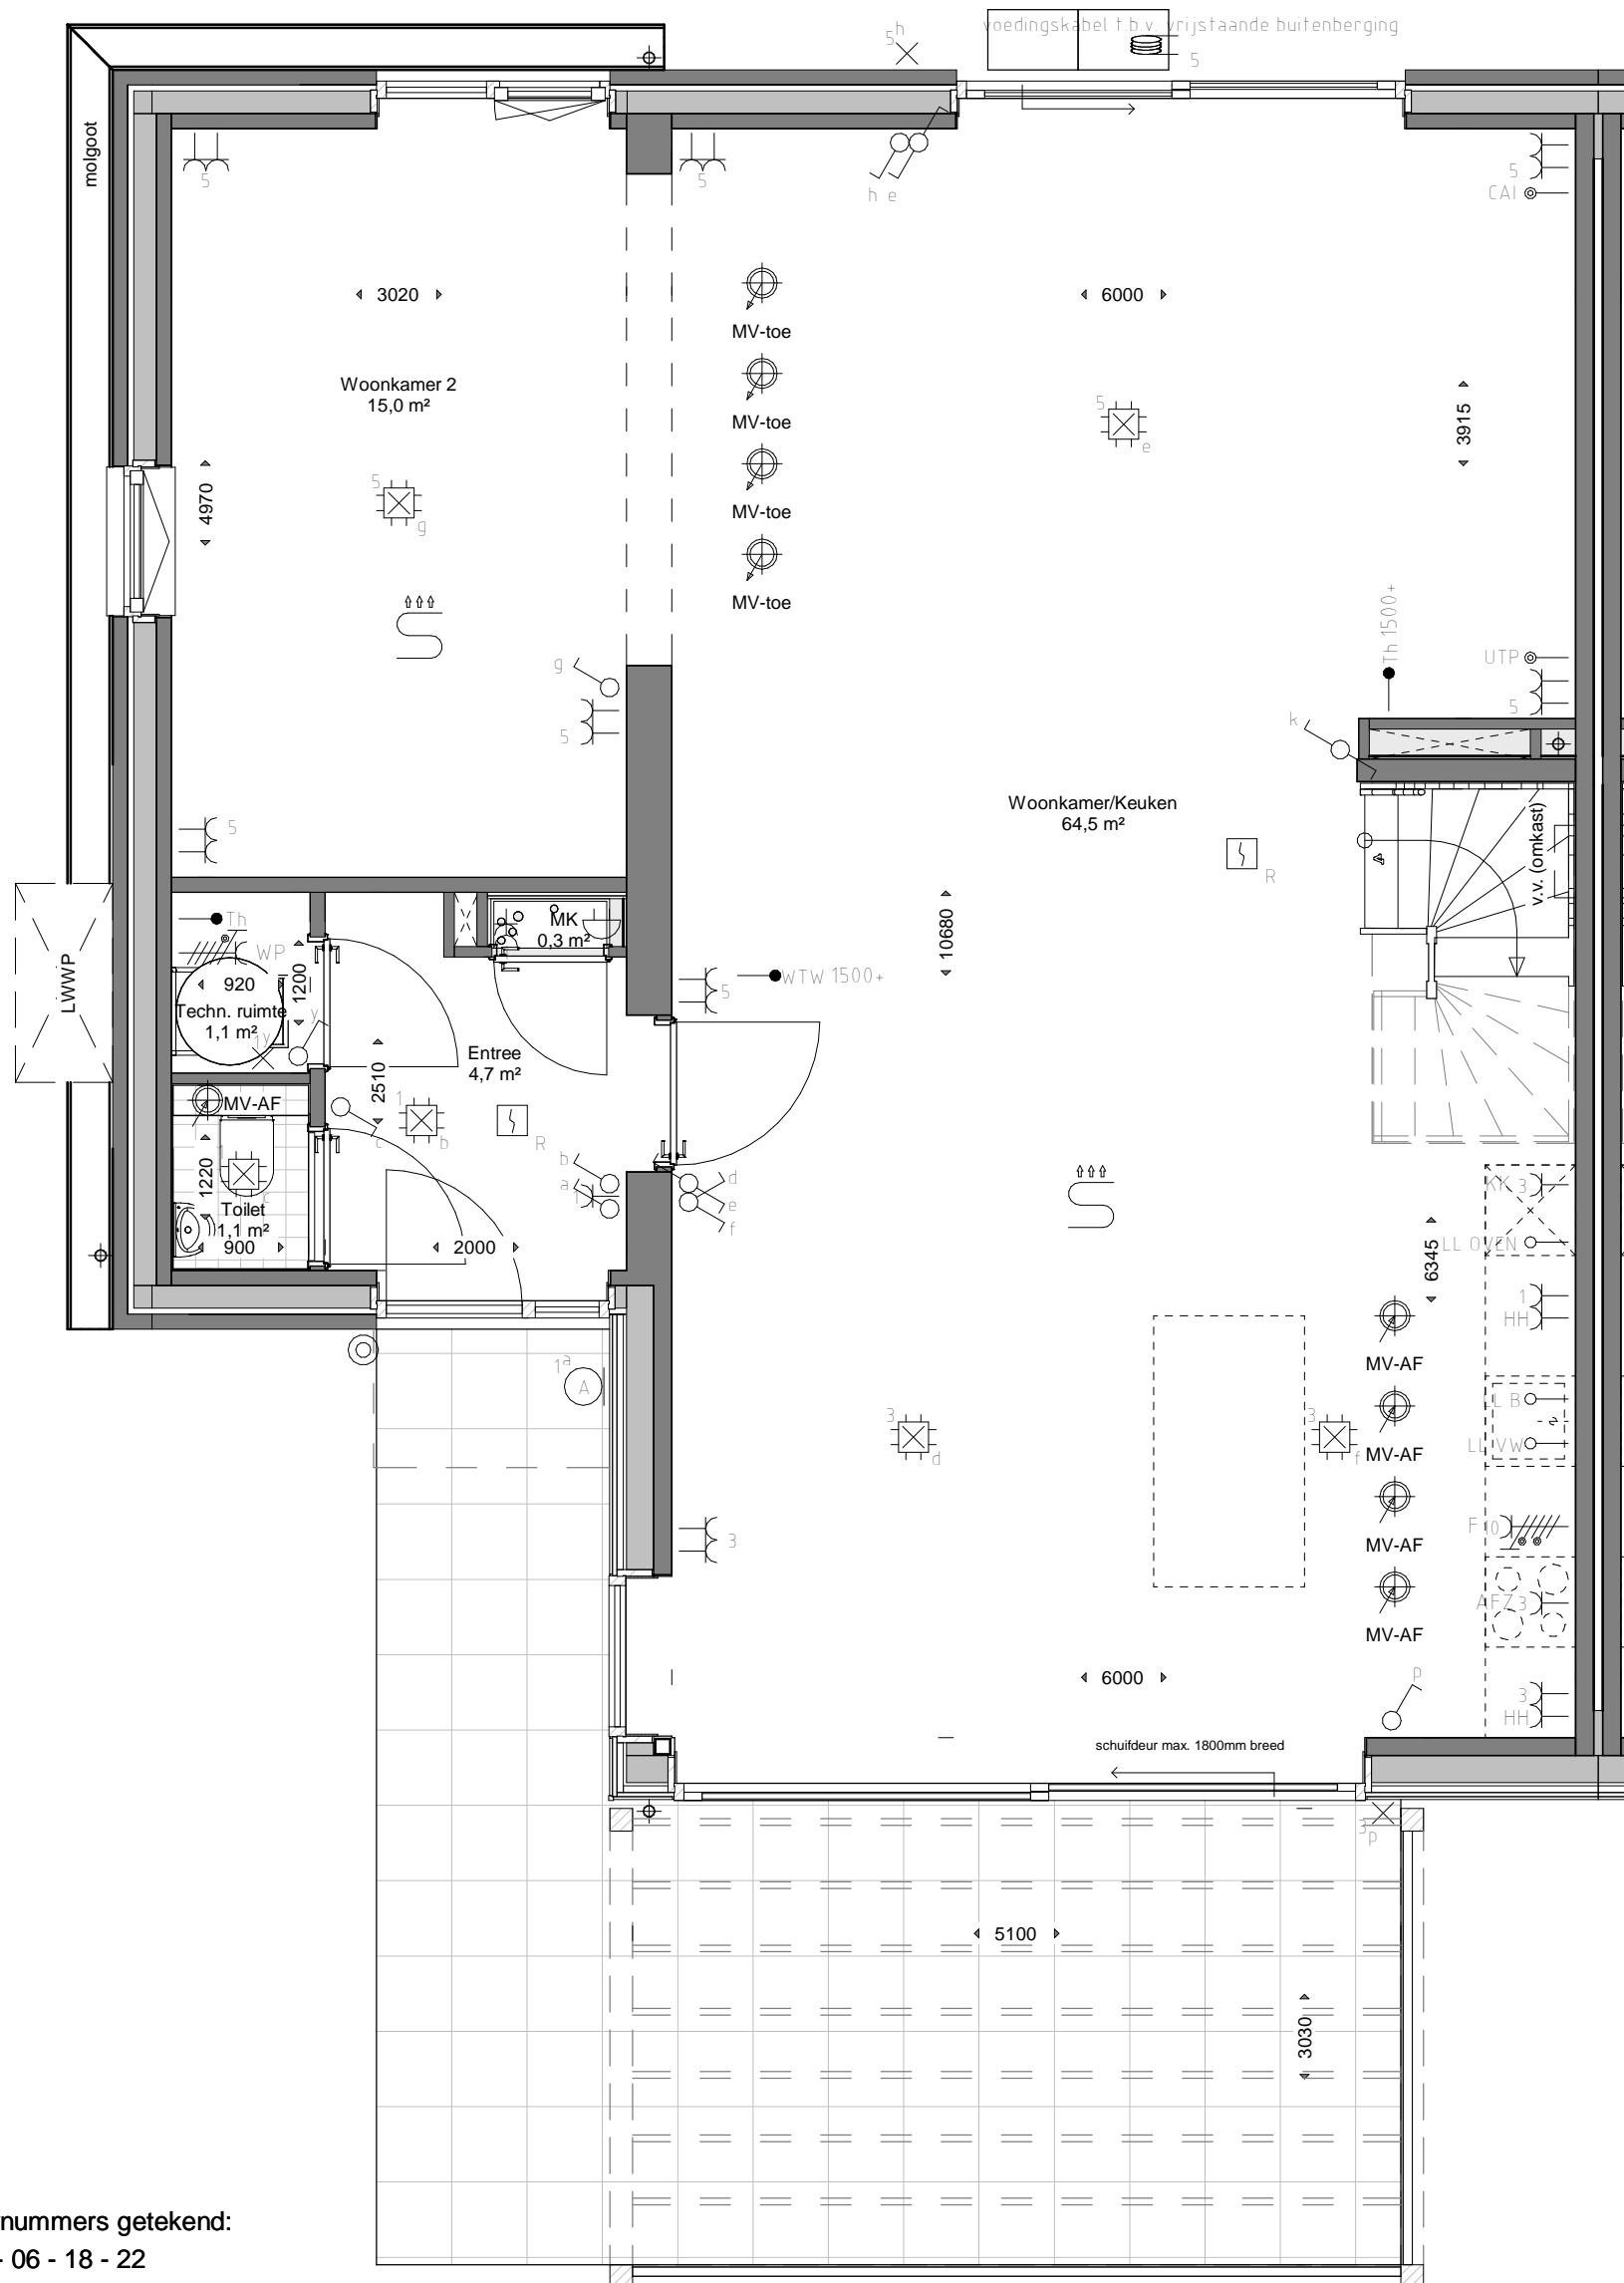 voedingskabel t.b.v. vrijstaande buitenberging
5h
5
molgoot
5
5
h e
5
CAI
3020
6000
MV-toe
Woonkamer 2
15,0 m²
MV-toe
3915
5
e
4970
5
g
MV-toe
MV-toe
Th 1500+
g
UTP
5
5
k
Woonkamer/Keuken
64,5 m²
v.v. (omkast)
5
R
Th
MK
0,3 m²
10680
WP
920
1200
WTW 1500+
5
LWWP
Techn. ruimte
1,1 m²
y
1y
Entree
4,7 m²
2510
MV-AF
1
b
c
R
1220
b
a
1
d
e
f
KK 3
c
Toilet
1,1 m²
900
2000
6345
LL OVEN
1
HH
MV-AF
1a
A
LL B
3
d
3
f
MV-AF
LL VW
3
F 10
MV-AF
AFZ 3
MV-AF
6000
p
3
HH
schuifdeur max. 1800mm breed
3p
5100
3030
nummers getekend:
- 06 - 18 - 22